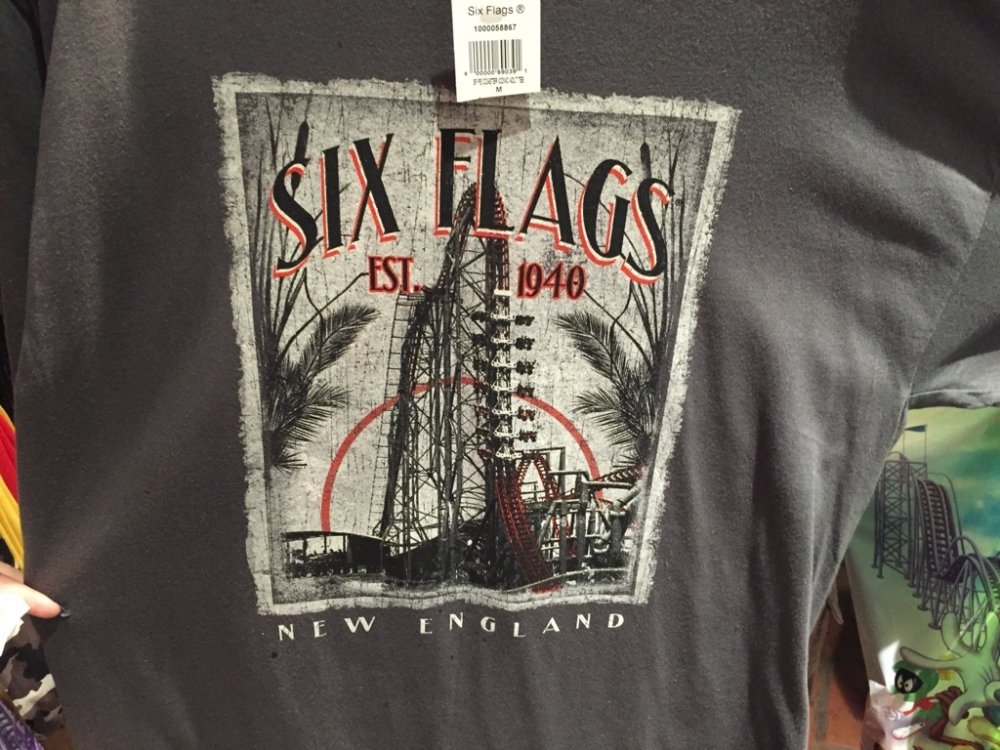 Six Flags ®
1000058867
M
SIX FLAGS
EST. 1940
NEW ENGLAND